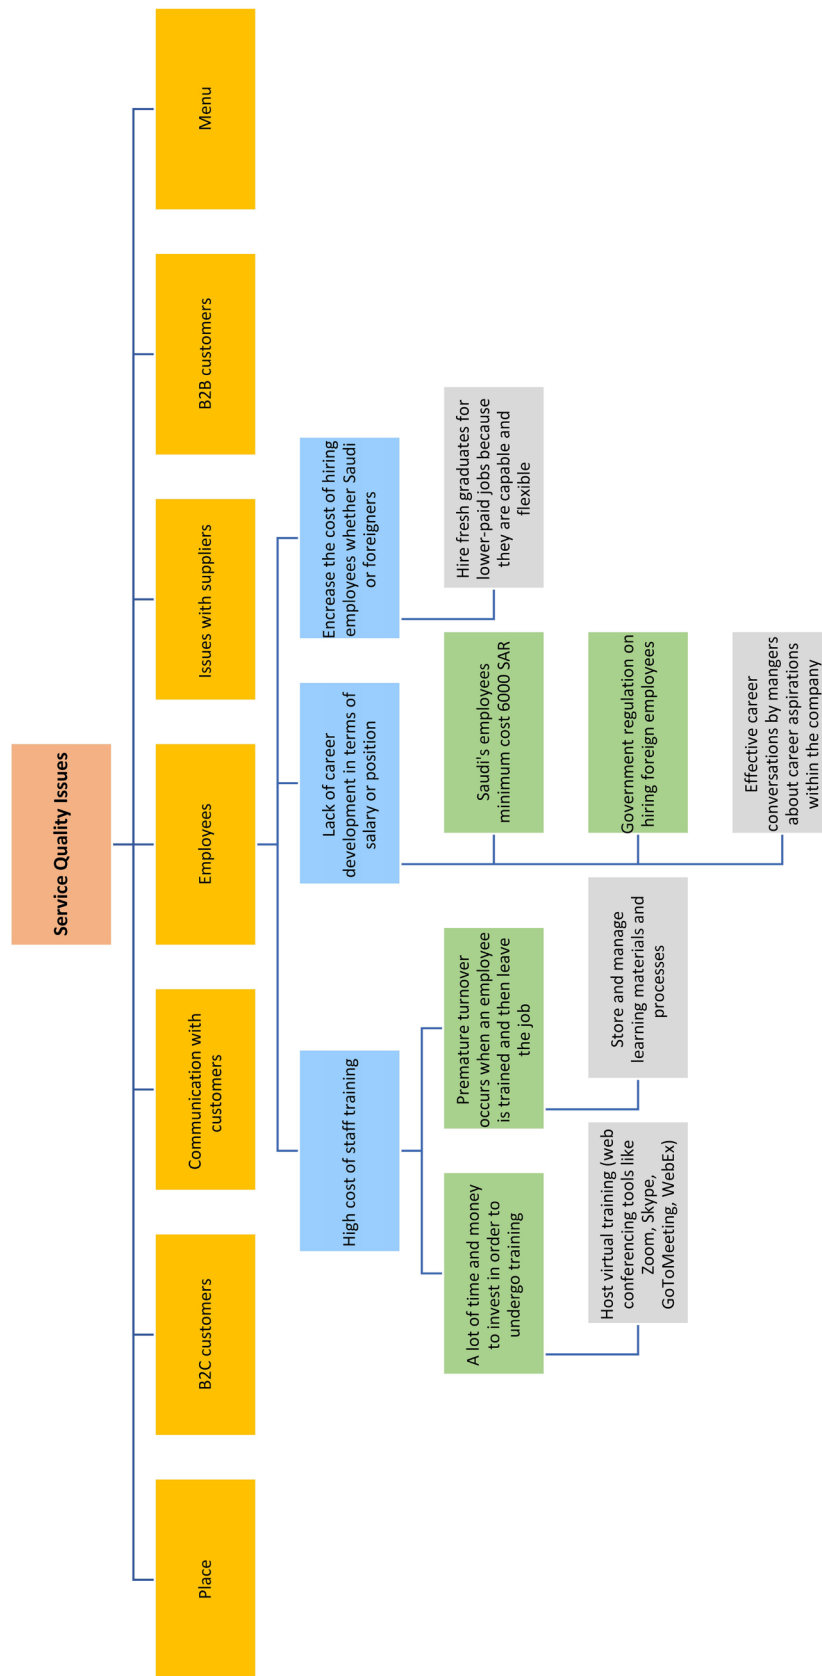 Service Quality Issues
Place
B2C customers
Communication with
customers
Employees
Issues with suppliers
B2B customers
Menu
High cost of staff training
Lack of career
development in terms of
salary or position
Encrease the cost of hiring
employees whether Saudi
or foreigners
A lot of time and money
to invest in order to
undergo training
Premature turnover
occurs when an employee
is trained and then leave
the job
Saudi's employees
minimum cost 6000 SAR
Hire fresh graduates for
lower-paid jobs because
they are capable and
flexible
Host virtual training (web
conferencing tools like
Zoom, Skype,
GoToMeeting, WebEx)
Store and manage
learning materials and
processes
Government regulation on
hiring foreign employees
Effective career
conversations by mangers
about career aspirations
within the company